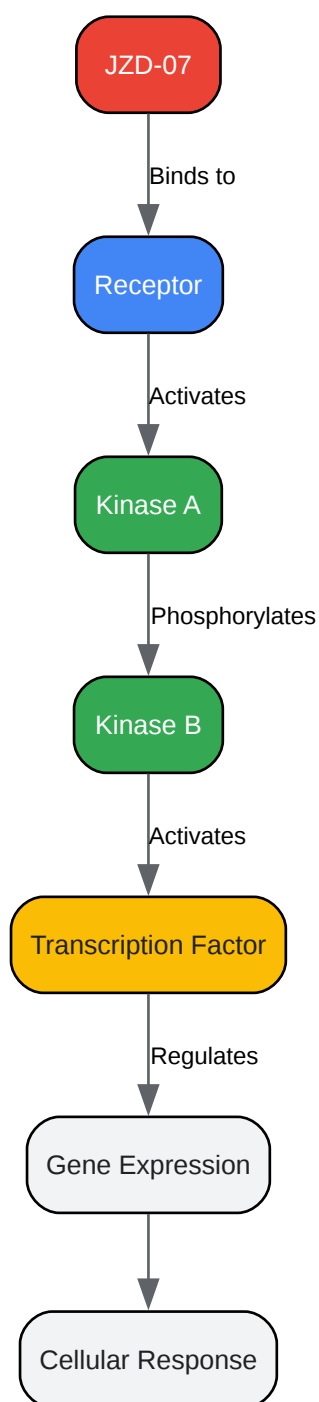 JZD-07
Binds to
Receptor
Activates
Kinase A
Phosphorylates
Kinase B
Activates
Transcription Factor
Regulates
Gene Expression
Cellular Response